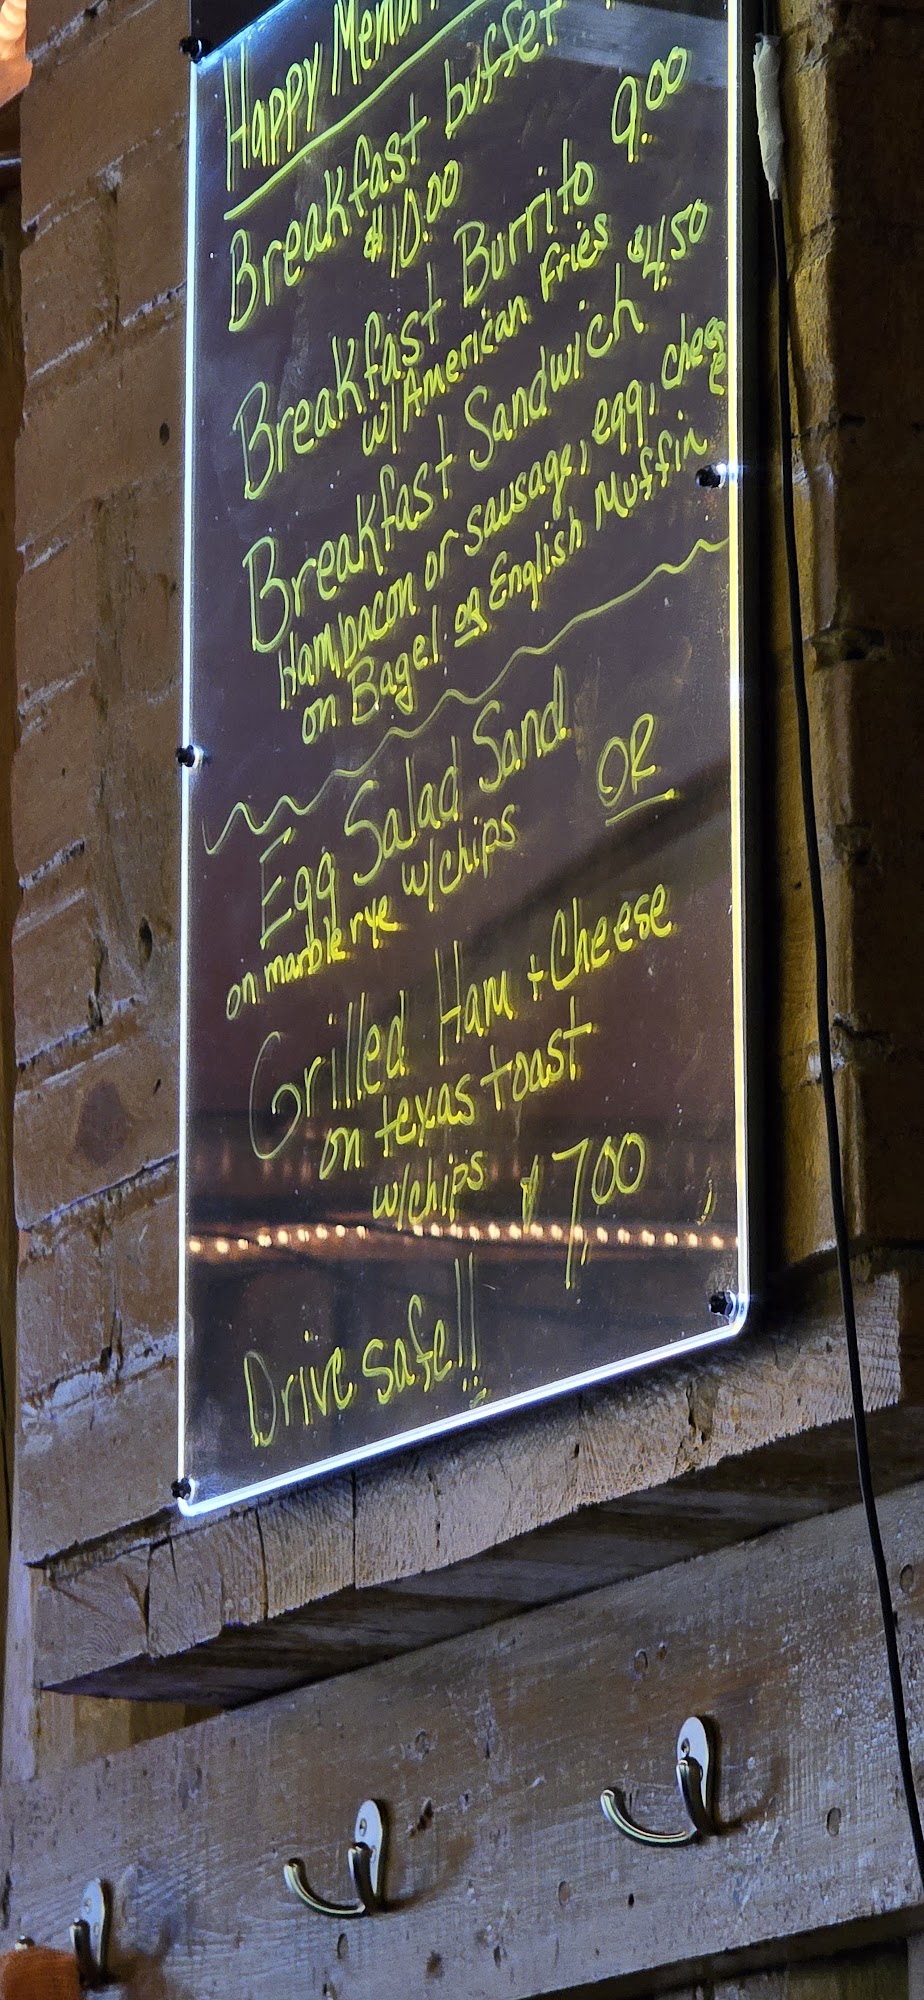 Happy Memori
Breakfast buffet
$10.00
Breakfast Burrito 9.00
w/American fries
Breakfast Sandwich $4.50
Ham, bacon or sausage, egg, cheese
on Bagel or English Muffin
Egg Salad Sand. OR
on marble rye w/chips
Grilled Ham + Cheese
on texas toast
w/chips $7.00
Drive safe!!